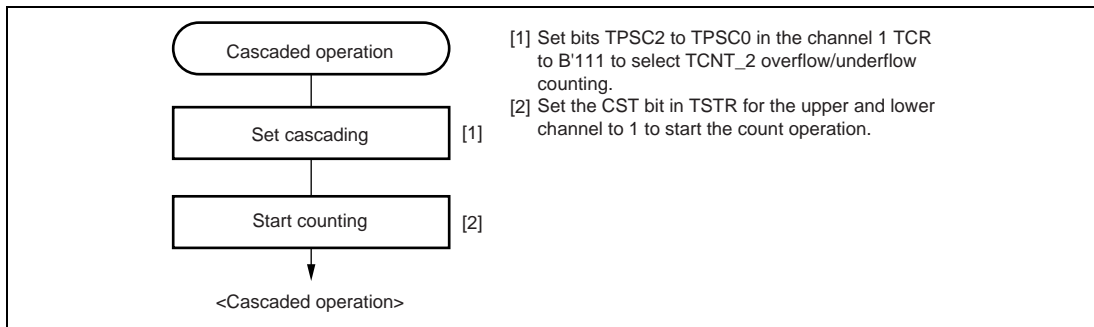 Cascaded operation
Set cascading
[1]
Start counting
[2]
<Cascaded operation>
[1] Set bits TPSC2 to TPSC0 in the channel 1 TCR
to B'111 to select TCNT_2 overflow/underflow
counting.
[2] Set the CST bit in TSTR for the upper and lower
channel to 1 to start the count operation.